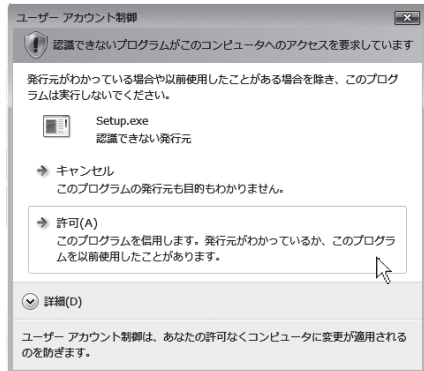 ユーザー アカウント制御
認識できないプログラムがこのコンピュータへのアクセスを要求しています
発行元がわかっている場合や以前使用したことがある場合を除き、このプログ
ラムは実行しないでください。
Setup.exe
認識できない発行元
キャンセル
このプログラムの発行元も目的もわかりません。
許可(A)
このプログラムを信用します。発行元がわかっているか、このプログラ
ムを以前使用したことがあります。
詳細(D)
ユーザー アカウント制御は、あなたの許可なくコンピュータに変更が適用される
のを防ぎます。